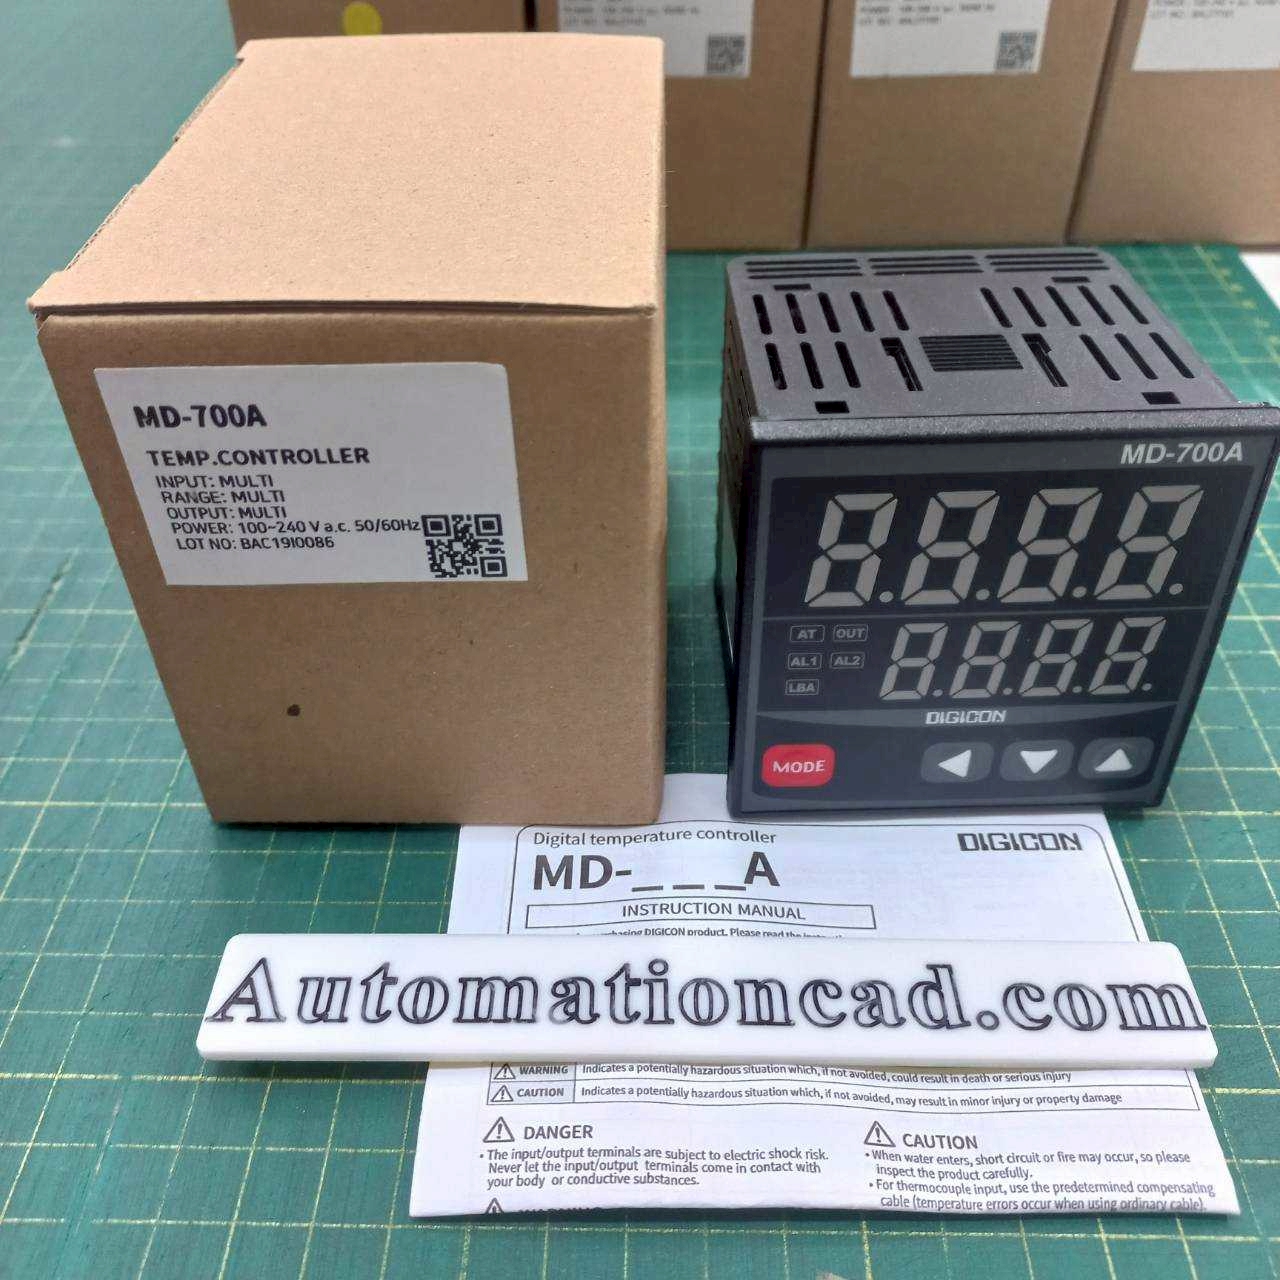 MD-700A
TEMP.CONTROLLER
INPUT: MULTI
RANGE: MULTI
OUTPUT: MULTI
POWER: 100~240 V a.c. 50/60Hz
LOT NO: BAC19I0086
MD-700A
8.8.8.8.
AT OUT
AL1 AL2
LBA
8.8.8.8.
DIGICON
MODE
Digital temperature controller
DIGICON
MD-_ _ _A
INSTRUCTION MANUAL
DIGICON product. Please read the
Automationcad.com
WARNING Indicates a potentially hazardous situation which, if not avoided, could result in death or serious injury
CAUTION Indicates a potentially hazardous situation which, if not avoided, may result in minor injury or property damage
DANGER
• The input/output terminals are subject to electric shock risk.
Never let the input/output terminals come in contact with
your body or conductive substances.
CAUTION
• When water enters, short circuit or fire may occur, so please
inspect the product carefully.
• For thermocouple input, use the predetermined compensating
cable (temperature errors occur when using ordinary cable).